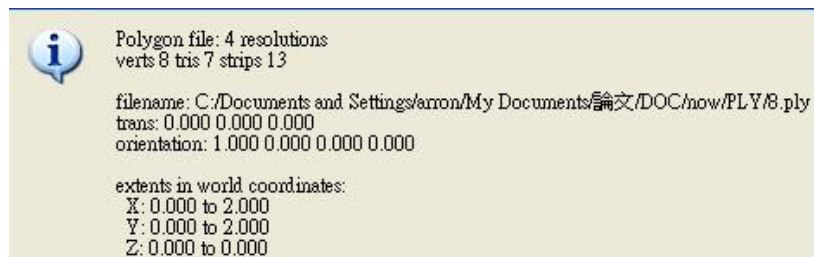 Polygon file: 4 resolutions
verts 8 tris 7 strips 13
filename: C:/Documents and Settings/arron/My Documents/論文/DOC/now/PLY/8.ply
trans: 0.000 0.000 0.000
orientation: 1.000 0.000 0.000 0.000
extents in world coordinates:
X: 0.000 to 2.000
Y: 0.000 to 2.000
Z: 0.000 to 0.000